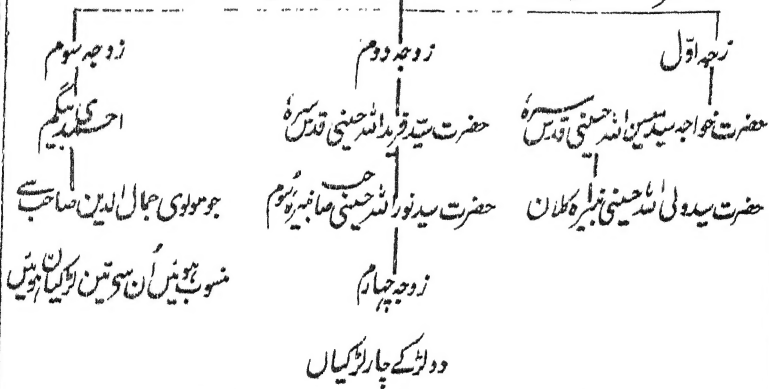 زوجہ اوّل زوجہ دوم زوجہ سوم
حضرت خواجہ سید حسین اللہ حسینی قدس سرہٗ حضرت سید فرید اللہ حسینی قدس سرہٗ احمدی بیگم
حضرت سید ولی اللہ حسینی نبیرہ کلان حضرت سید نور اللہ حسینی صاحب نبیرہ سوم جو مولوی جمال الدین صاحب سے
زوجہ چہارم منسوب ہوئیں اُن سے تین لڑکیاں ہوئیں
دو لڑکے چار لڑکیاں